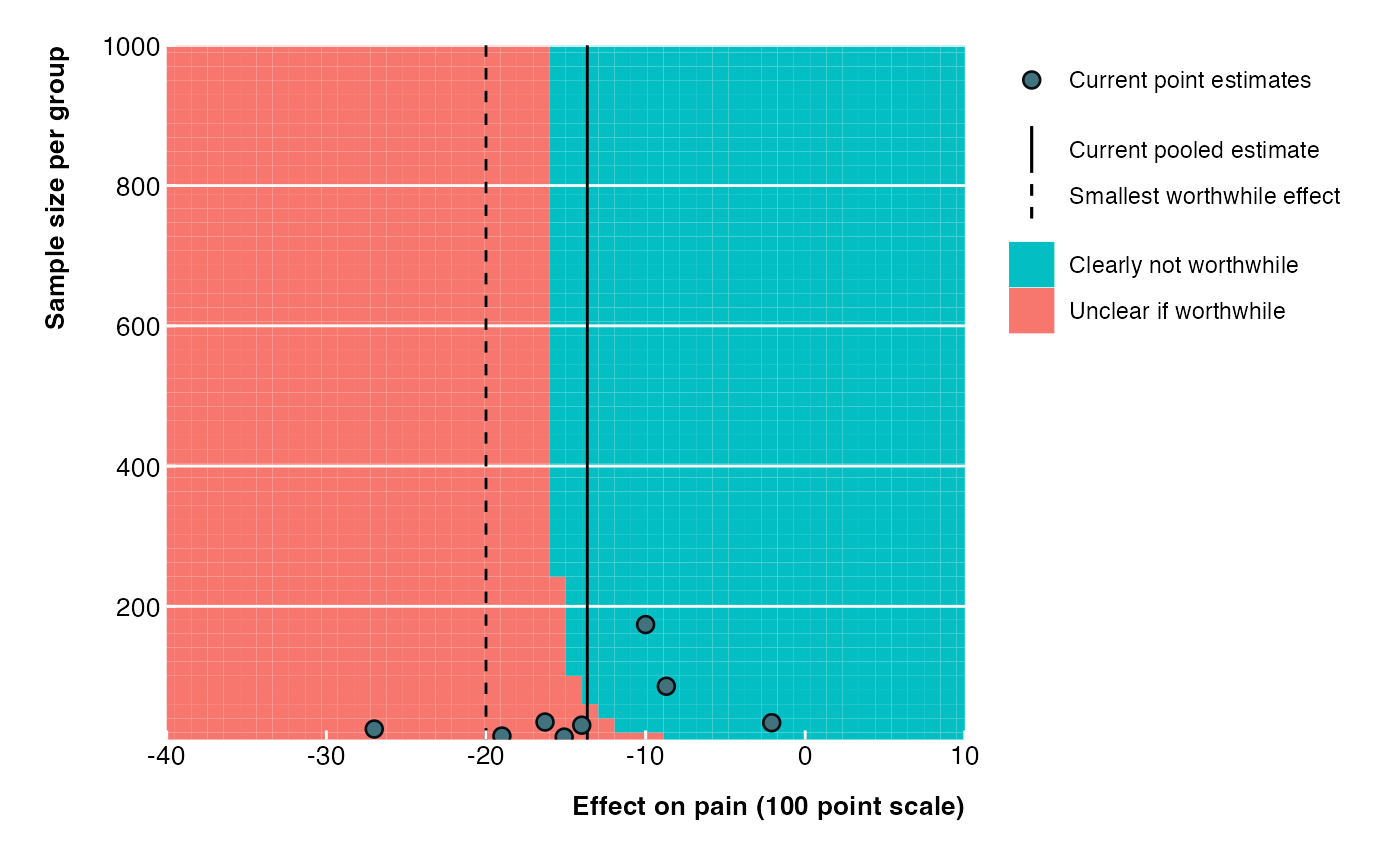 Sample size per group
1000
800
600
400
200
-40
-30
-20
-10
0
10
Effect on pain (100 point scale)
Current point estimates
Current pooled estimate
Smallest worthwhile effect
Clearly not worthwhile
Unclear if worthwhile